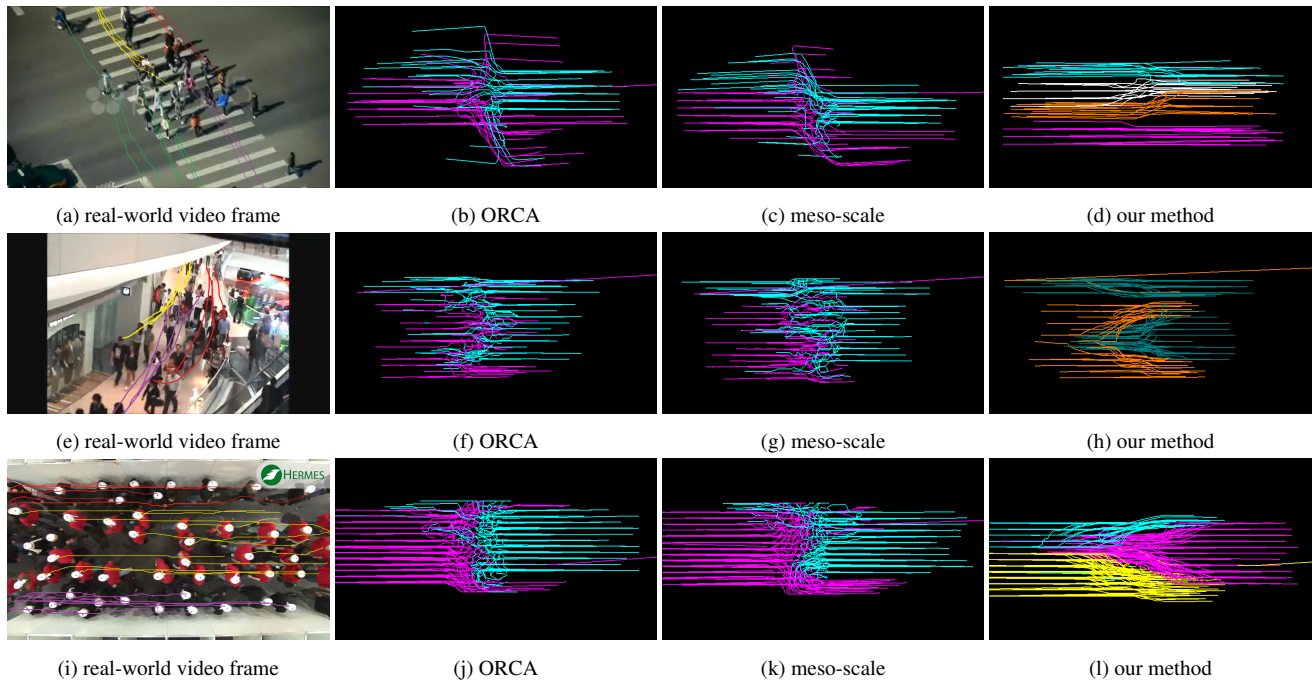 (a) real-world video frame
(b) ORCA
(c) meso-scale
(d) our method
(e) real-world video frame
(f) ORCA
(g) meso-scale
(h) our method
HERMES
(i) real-world video frame
(j) ORCA
(k) meso-scale
(l) our method